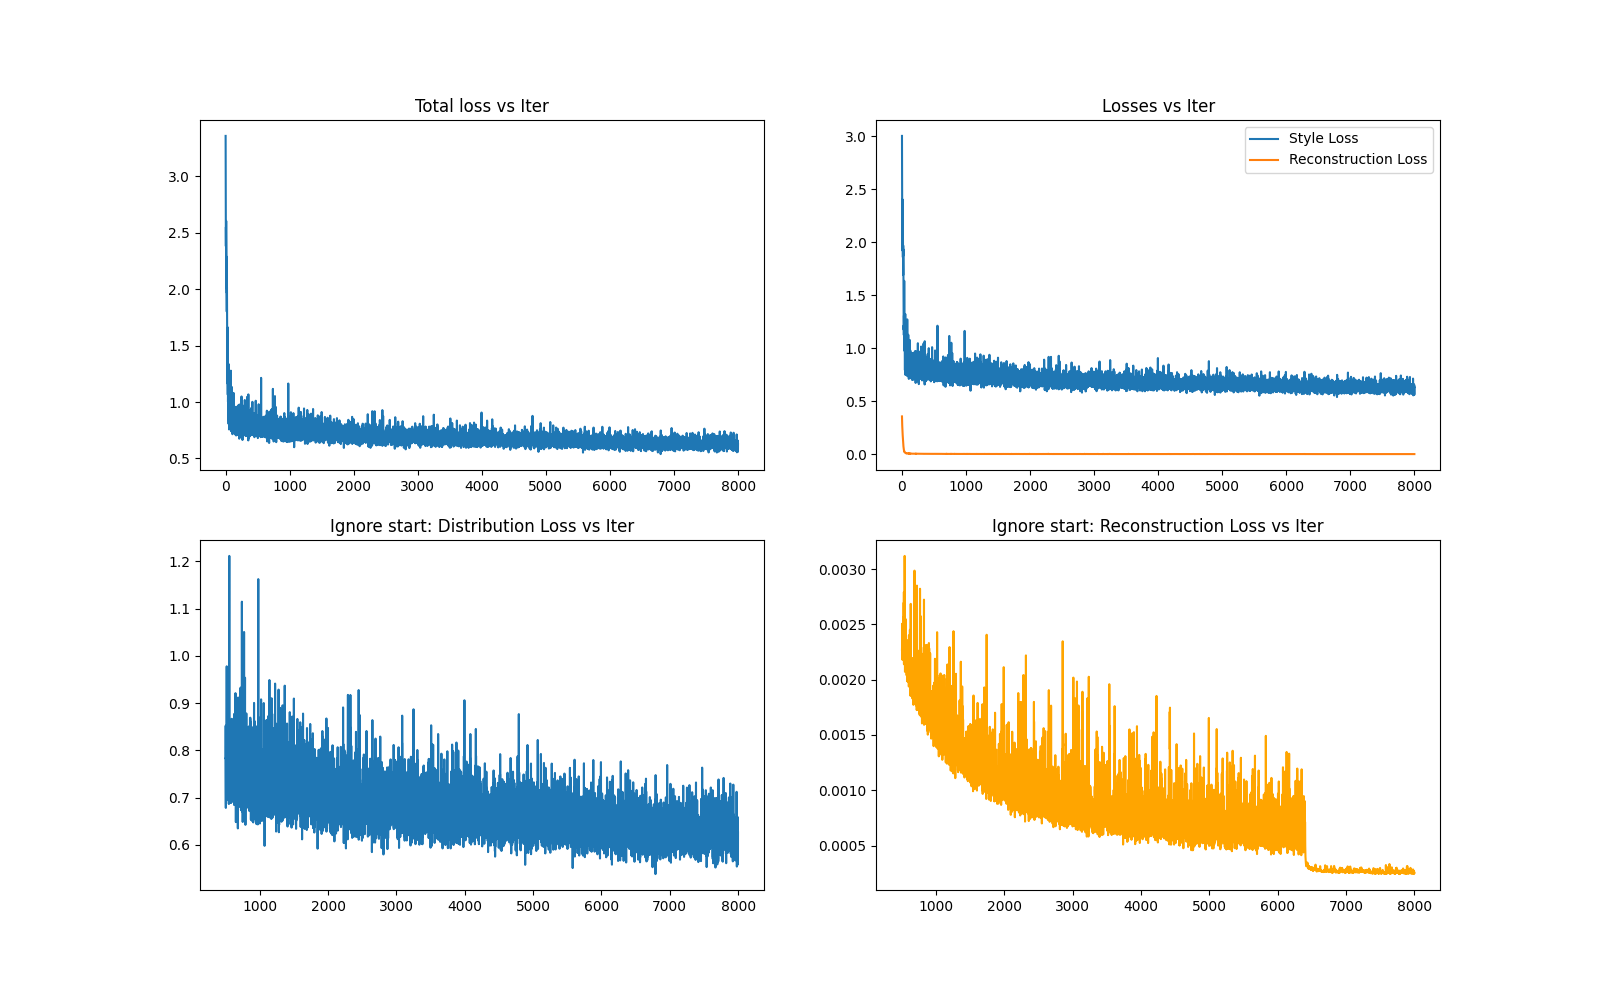 Total loss vs Iter
3.0
2.5
2.0
1.5
1.0
0.5
0 1000 2000 3000 4000 5000 6000 7000 8000
Losses vs Iter
Style Loss
Reconstruction Loss
3.0
2.5
2.0
1.5
1.0
0.5
0.0
0 1000 2000 3000 4000 5000 6000 7000 8000
Ignore start: Distribution Loss vs Iter
1.2
1.1
1.0
0.9
0.8
0.7
0.6
1000 2000 3000 4000 5000 6000 7000 8000
Ignore start: Reconstruction Loss vs Iter
0.0030
0.0025
0.0020
0.0015
0.0010
0.0005
1000 2000 3000 4000 5000 6000 7000 8000